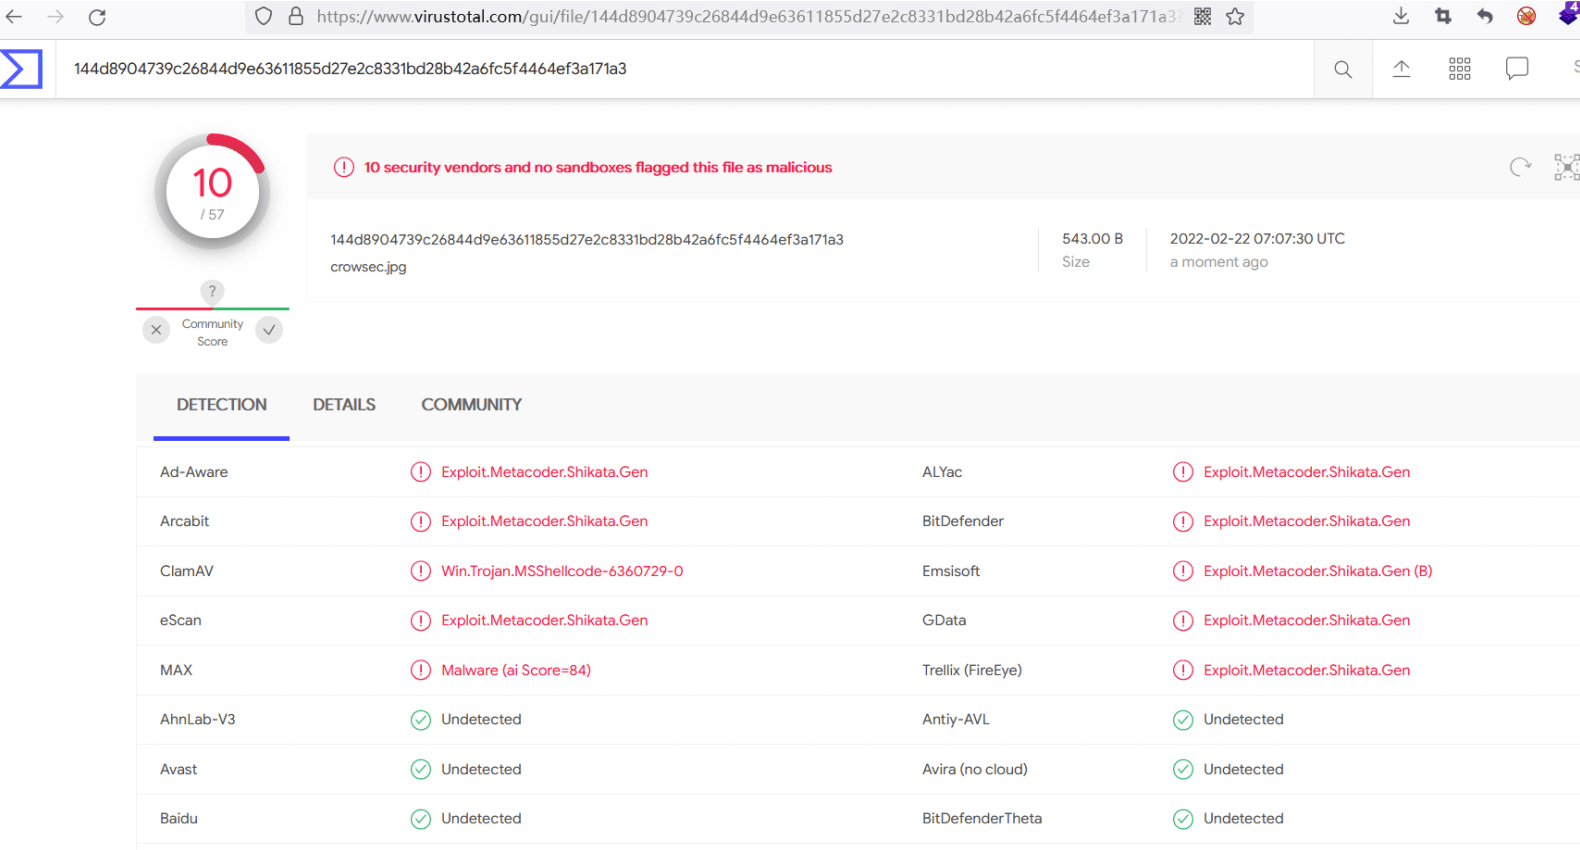 https://www.virustotal.com/gui/file/144d8904739c26844d9e63611855d27e2c8331bd28b42a6fc5f4464ef3a171a3?
4
144d8904739c26844d9e63611855d27e2c8331bd28b42a6fc5f4464ef3a171a3
10
/ 57
10 security vendors and no sandboxes flagged this file as malicious
144d8904739c26844d9e63611855d27e2c8331bd28b42a6fc5f4464ef3a171a3
crowsec.jpg
543.00 B
Size
2022-02-22 07:07:30 UTC
a moment ago
?
Community
Score
DETECTION DETAILS COMMUNITY
Ad-Aware Exploit.Metacoder.Shikata.Gen ALYac Exploit.Metacoder.Shikata.Gen
Arcabit Exploit.Metacoder.Shikata.Gen BitDefender Exploit.Metacoder.Shikata.Gen
ClamAV Win.Trojan.MSShellcode-6360729-0 Emsisoft Exploit.Metacoder.Shikata.Gen (B)
eScan Exploit.Metacoder.Shikata.Gen GData Exploit.Metacoder.Shikata.Gen
MAX Malware (ai Score=84) Trellix (FireEye) Exploit.Metacoder.Shikata.Gen
AhnLab-V3 Undetected Antiy-AVL Undetected
Avast Undetected Avira (no cloud) Undetected
Baidu Undetected BitDefenderTheta Undetected